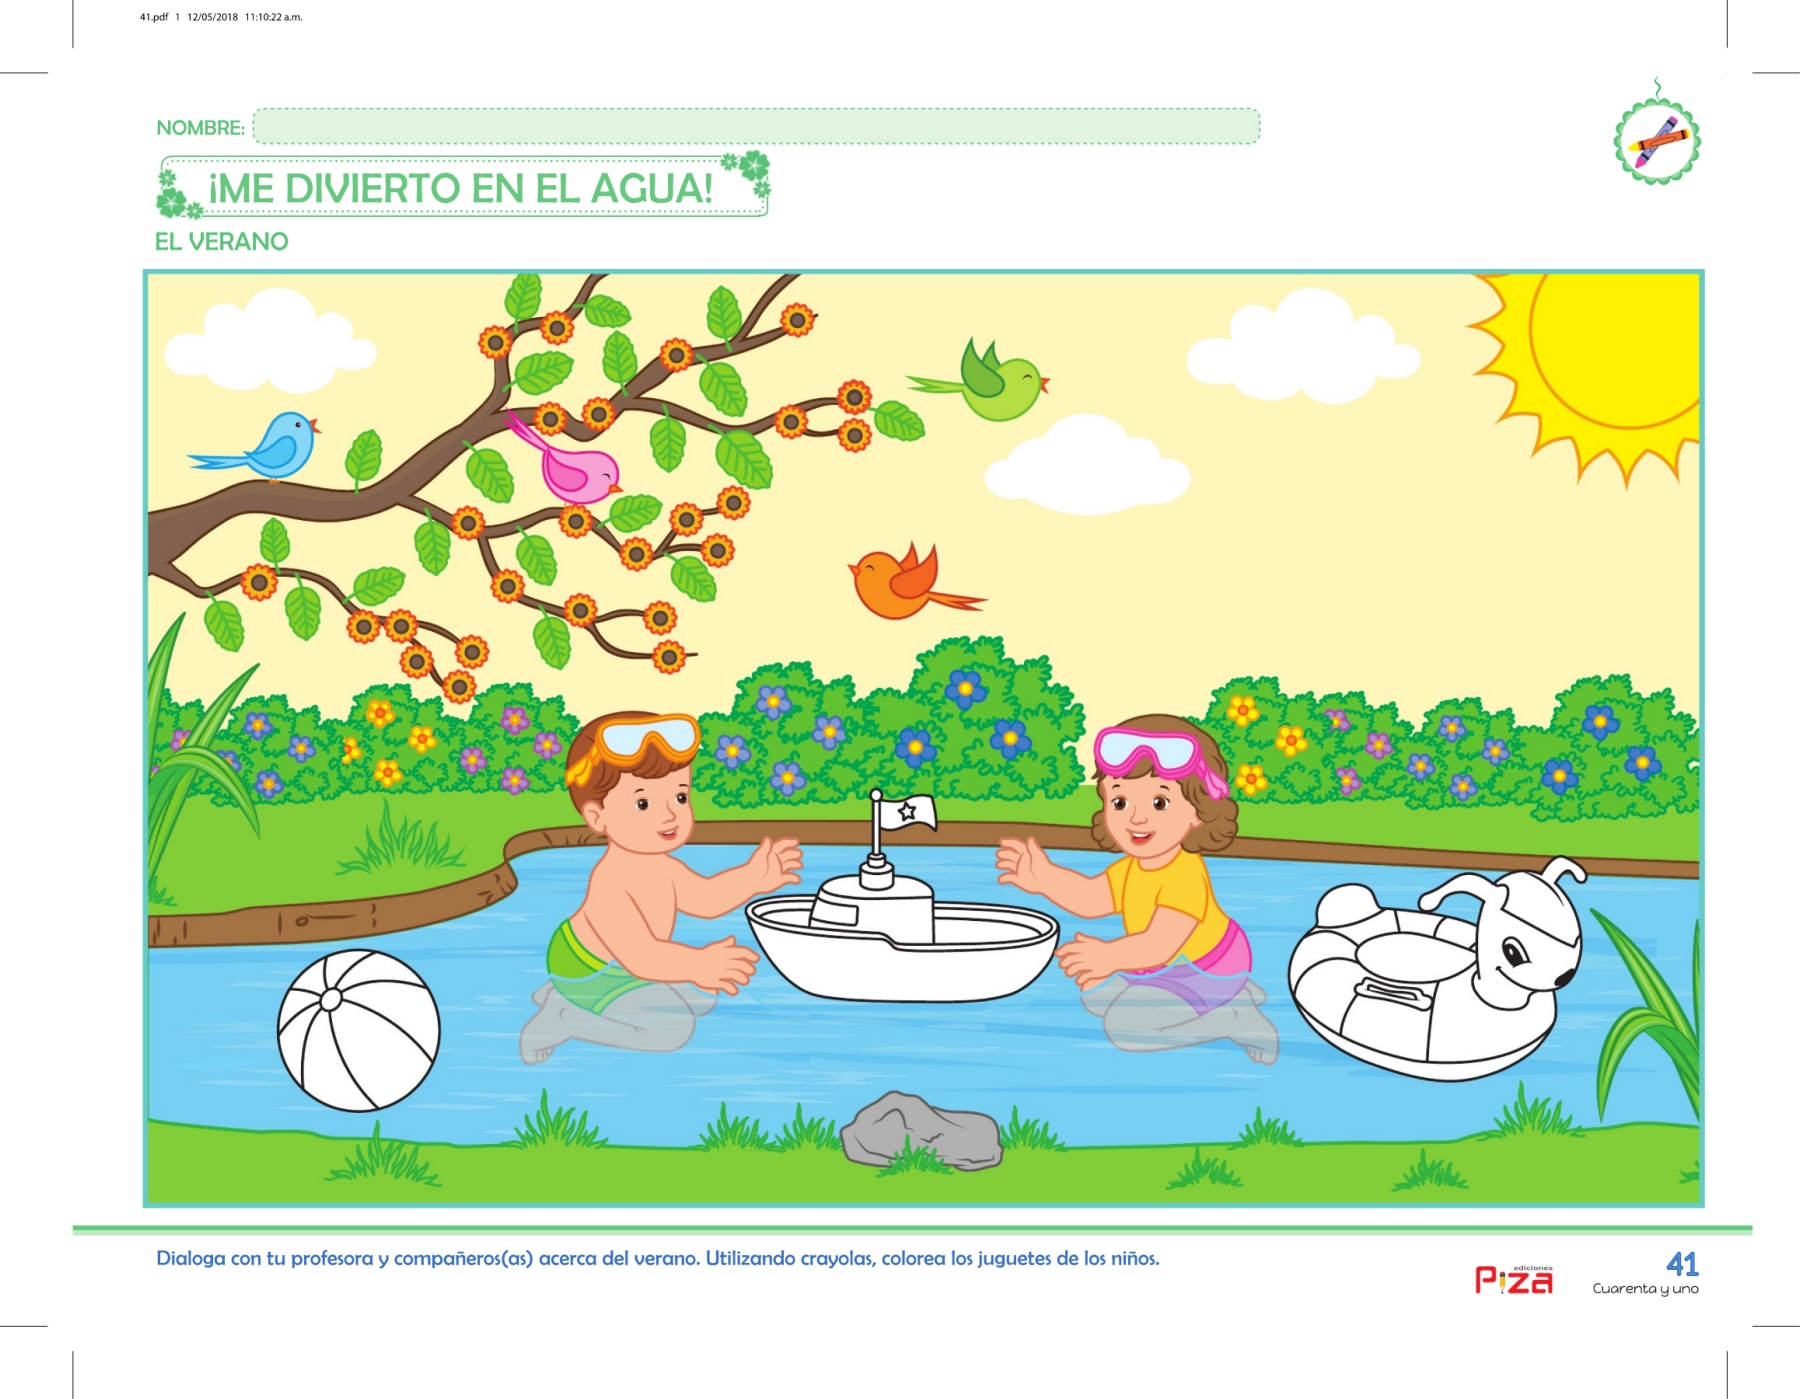 41.pdf 1 12/05/2018 11:10:22 a.m.
NOMBRE:
¡ME DIVIERTO EN EL AGUA!
EL VERANO
Dialoga con tu profesora y compañeros(as) acerca del verano. Utilizando crayolas, colorea los juguetes de los niños.
ediciones
Piza
41
Cuarenta y uno